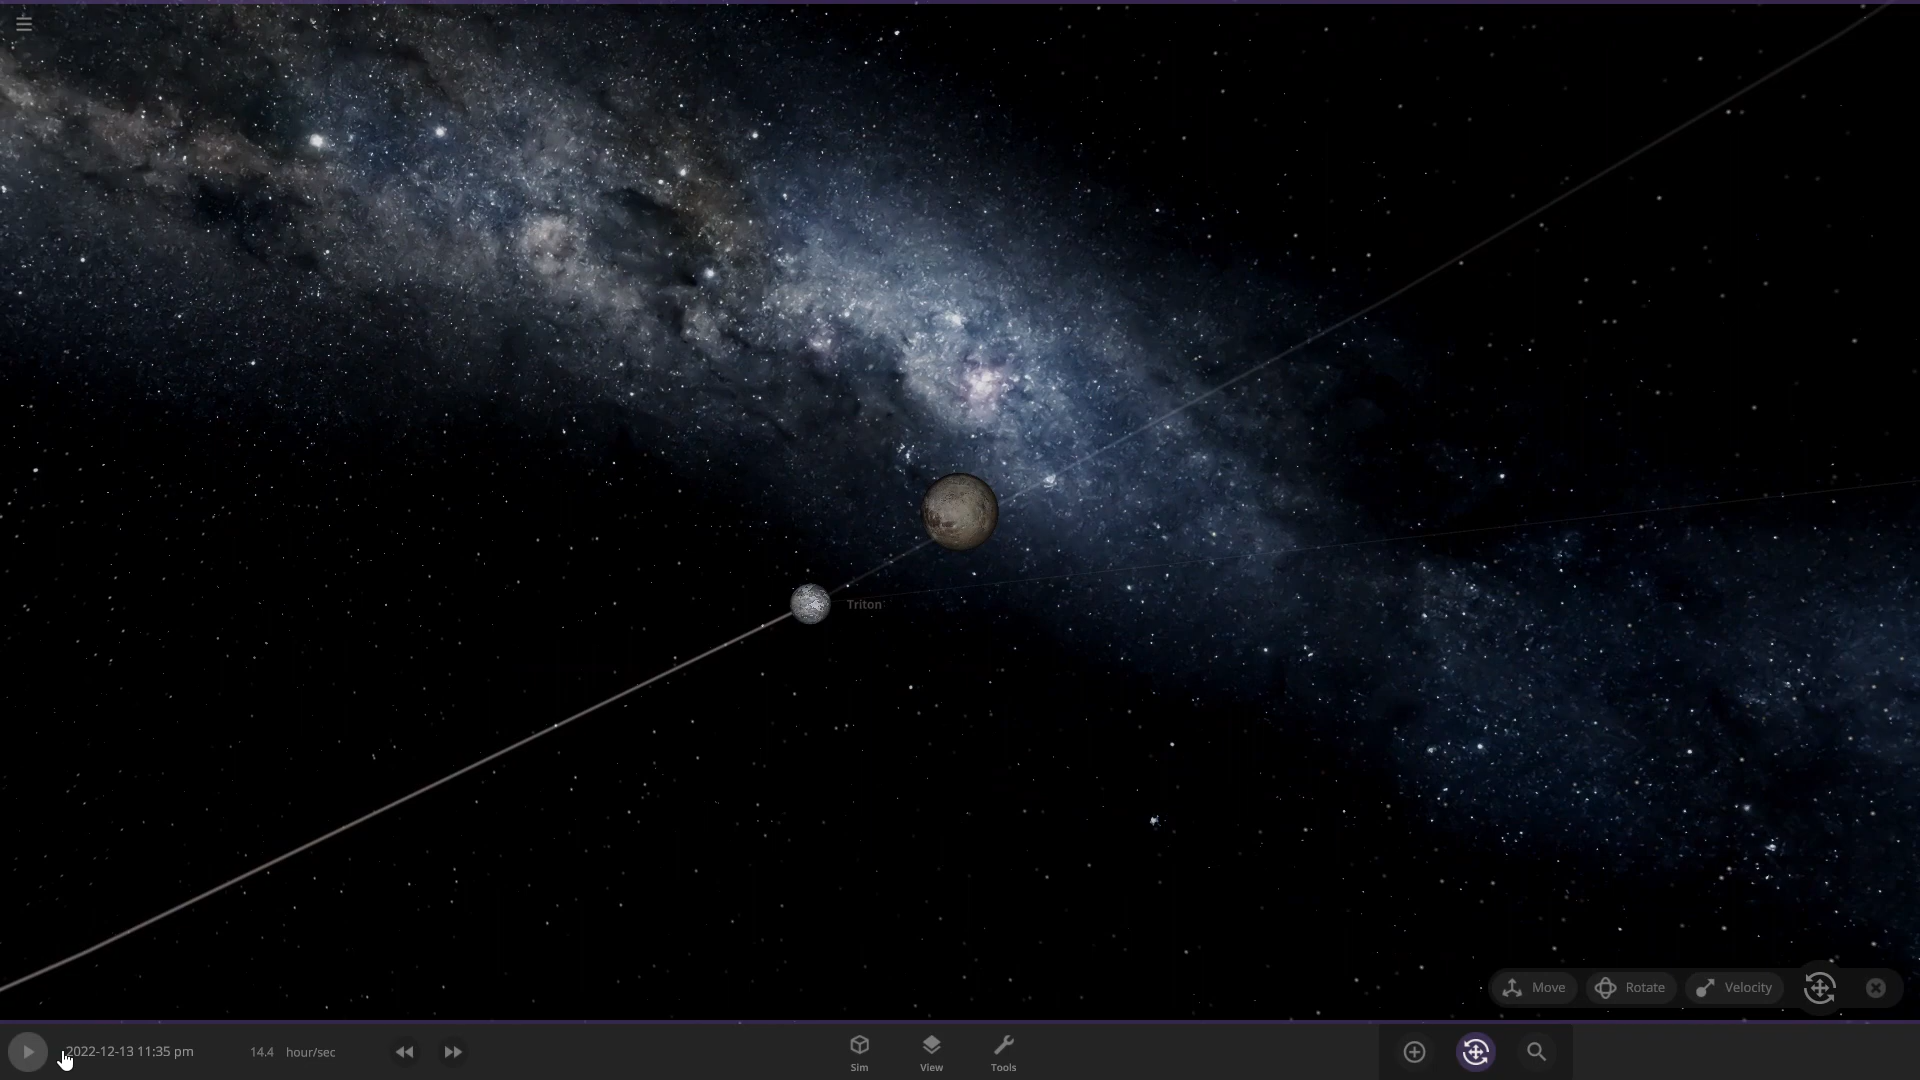 Triton
Move
Rotate
Velocity
2022-12-13 11:35 pm
14.4 hour/sec
Sim
View
Tools